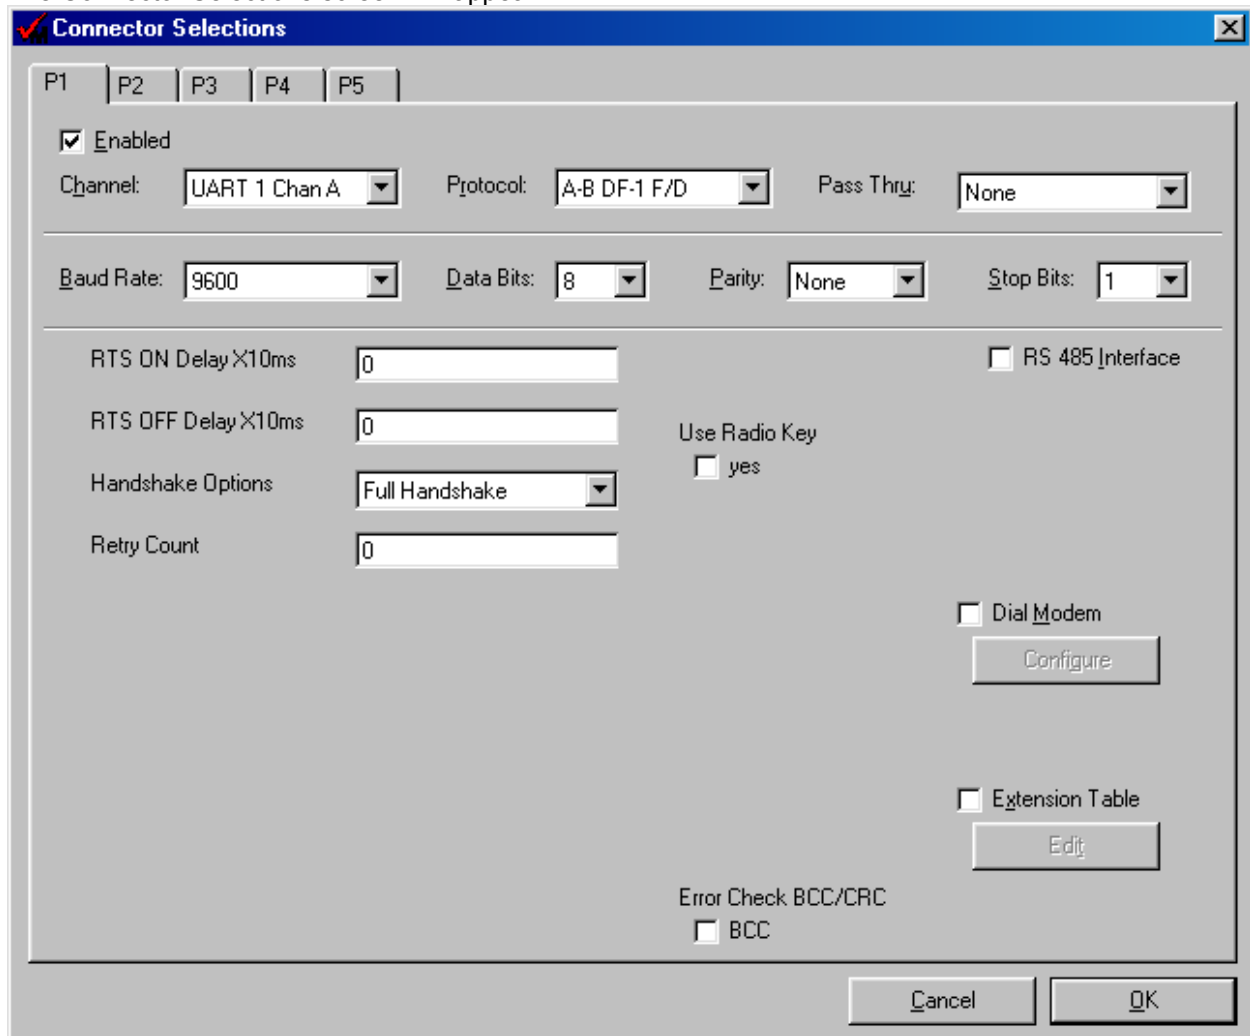 Connector Selections
P1 P2 P3 P4 P5
Enabled
Channel: UART 1 Chan A Protocol: A-B DF-1 F/D Pass Thru: None
Baud Rate: 9600 Data Bits: 8 Parity: None Stop Bits: 1
RTS ON Delay X10ms 0 RS 485 Interface
RTS OFF Delay X10ms 0
Use Radio Key
yes
Handshake Options Full Handshake
Retry Count 0
Dial Modem
Configure
Extension Table
Edit
Error Check BCC/CRC
BCC
Cancel OK